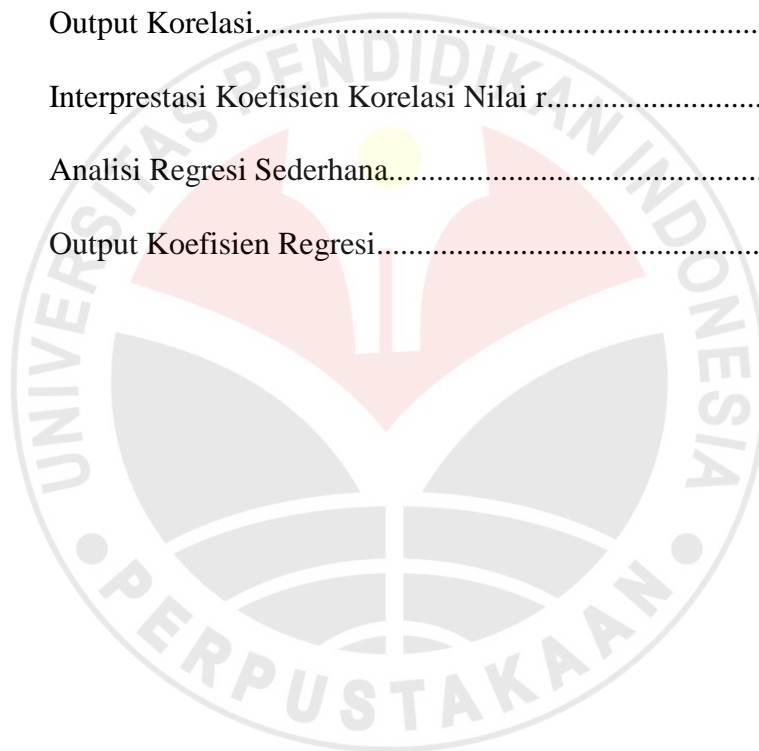 Output Korelasi..............................................................
Interprestasi Koefisien Korelasi Nilai r..........................
Analisi Regresi Sederhana..............................................
Output Koefisien Regresi...............................................
UNIVERSITAS PENDIDIKAN INDONESIA
PERPUSTAKAAN